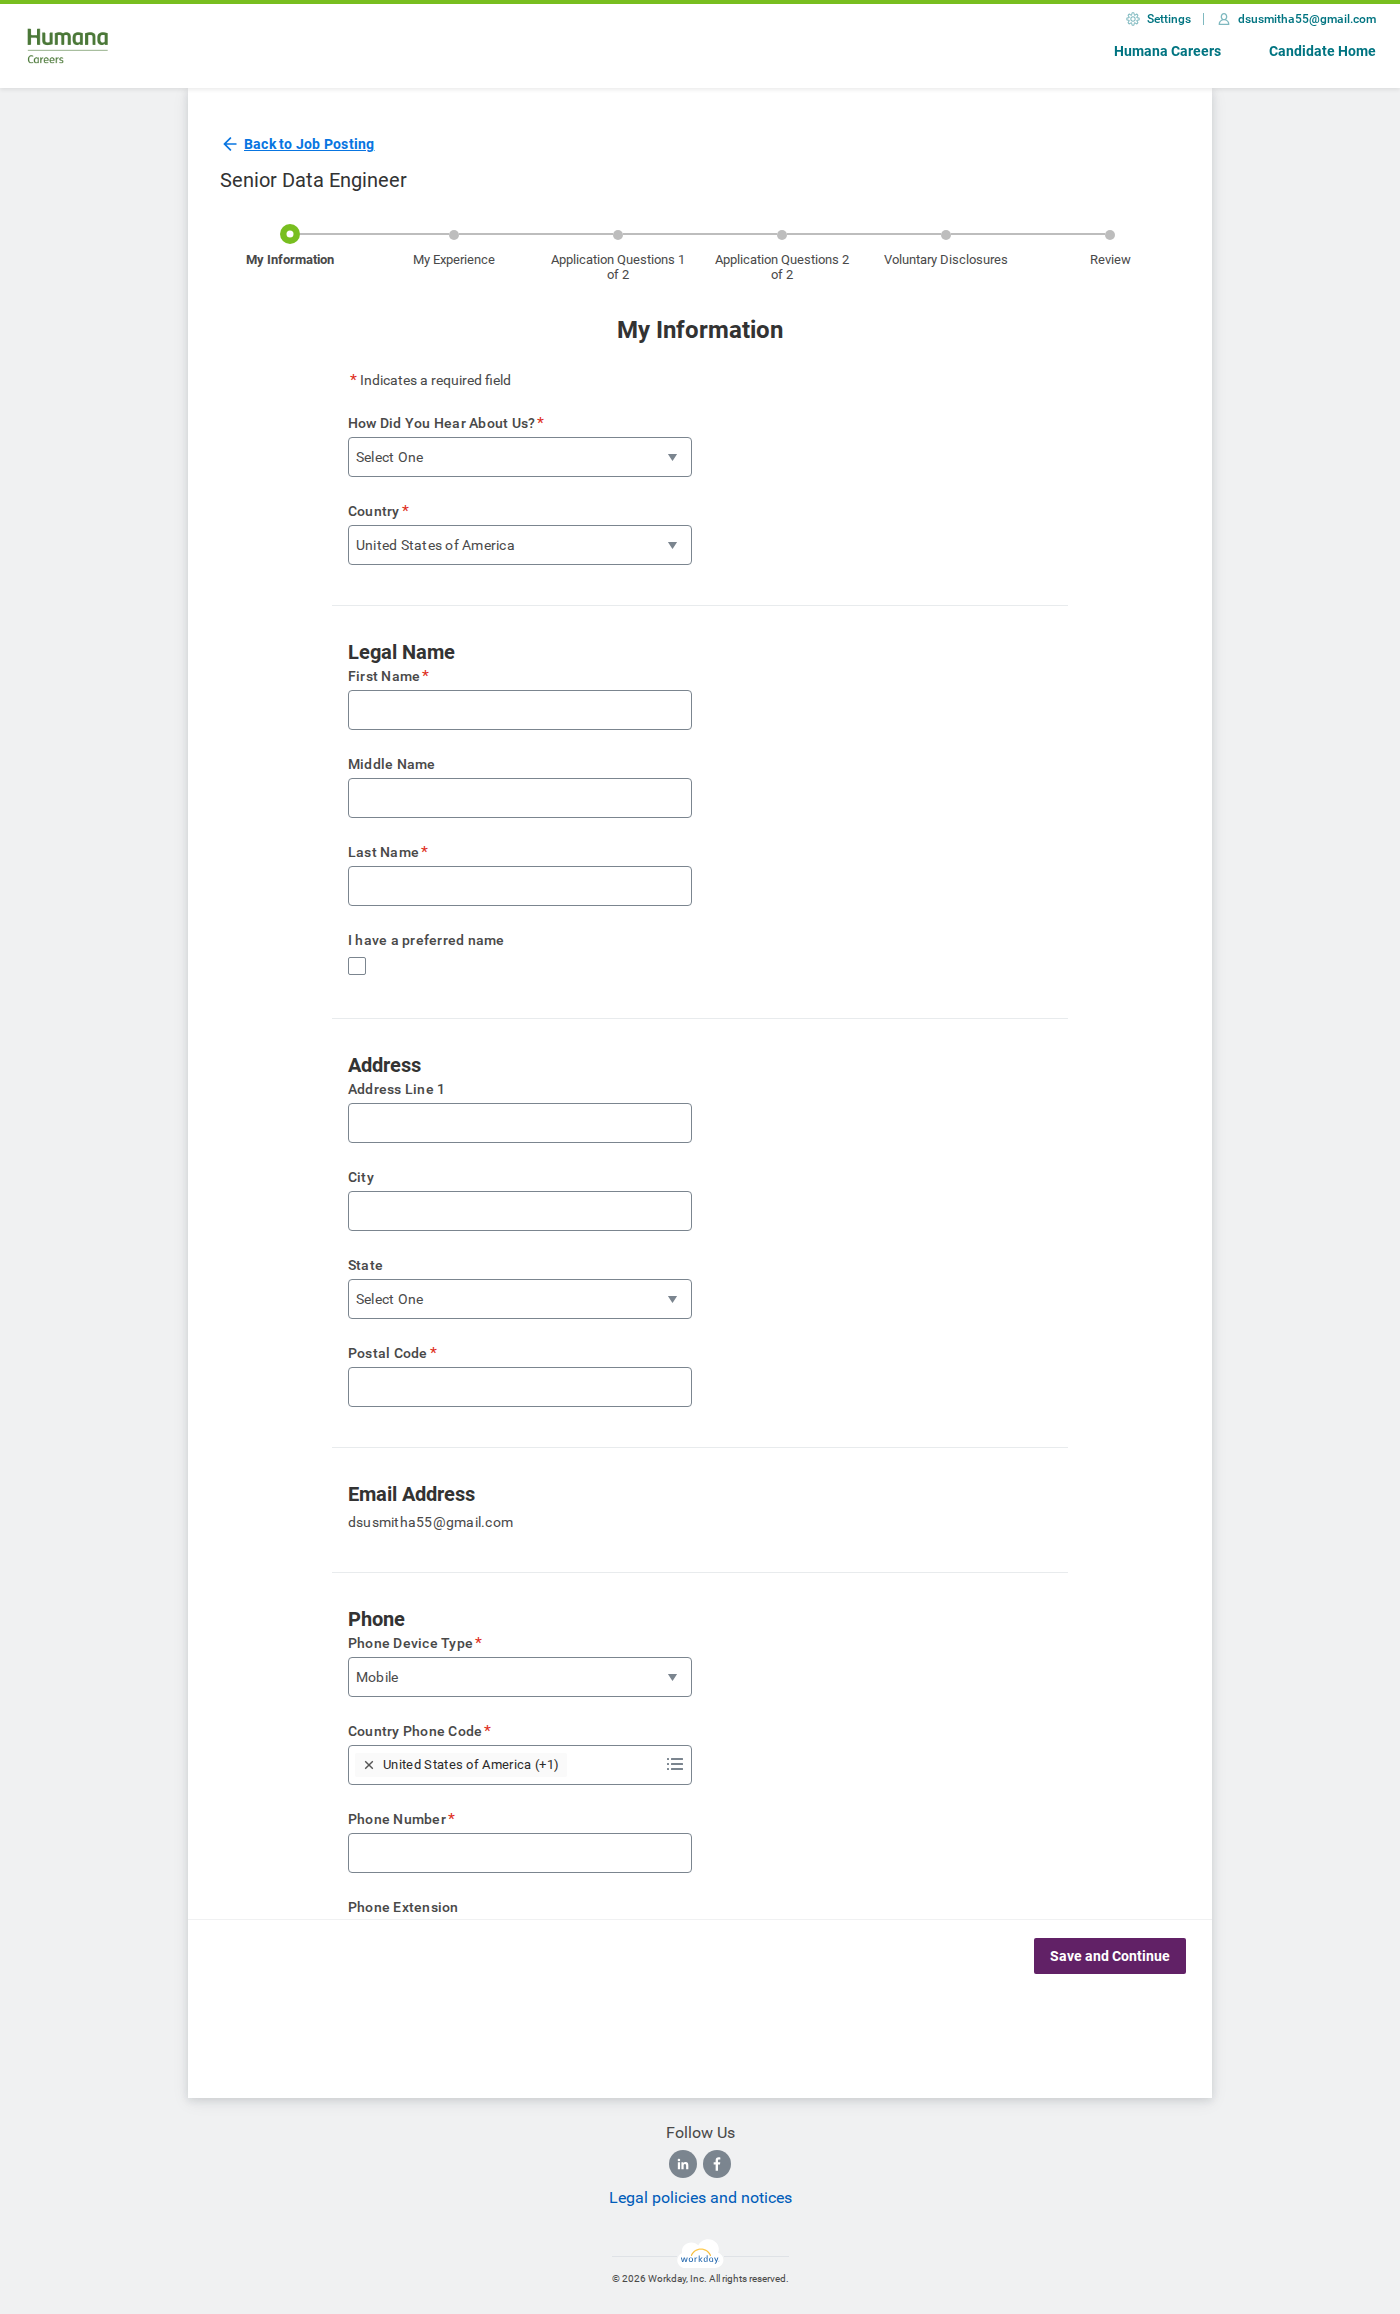 Settings
dsusmitha55@gmail.com
Humana
Careers
Humana Careers
Candidate Home
Back to Job Posting
Senior Data Engineer
My Information
My Experience
Application Questions 1
of 2
Application Questions 2
of 2
Voluntary Disclosures
Review
My Information
* Indicates a required field
How Did You Hear About Us?*
Select One
Country*
United States of America
Legal Name
First Name*
Middle Name
Last Name*
I have a preferred name
Address
Address Line 1
City
State
Select One
Postal Code*
Email Address
dsusmitha55@gmail.com
Phone
Phone Device Type*
Mobile
Country Phone Code*
United States of America (+1)
Phone Number*
Phone Extension
Save and Continue
Follow Us
in f
Legal policies and notices
workday
© 2026 Workday, Inc. All rights reserved.